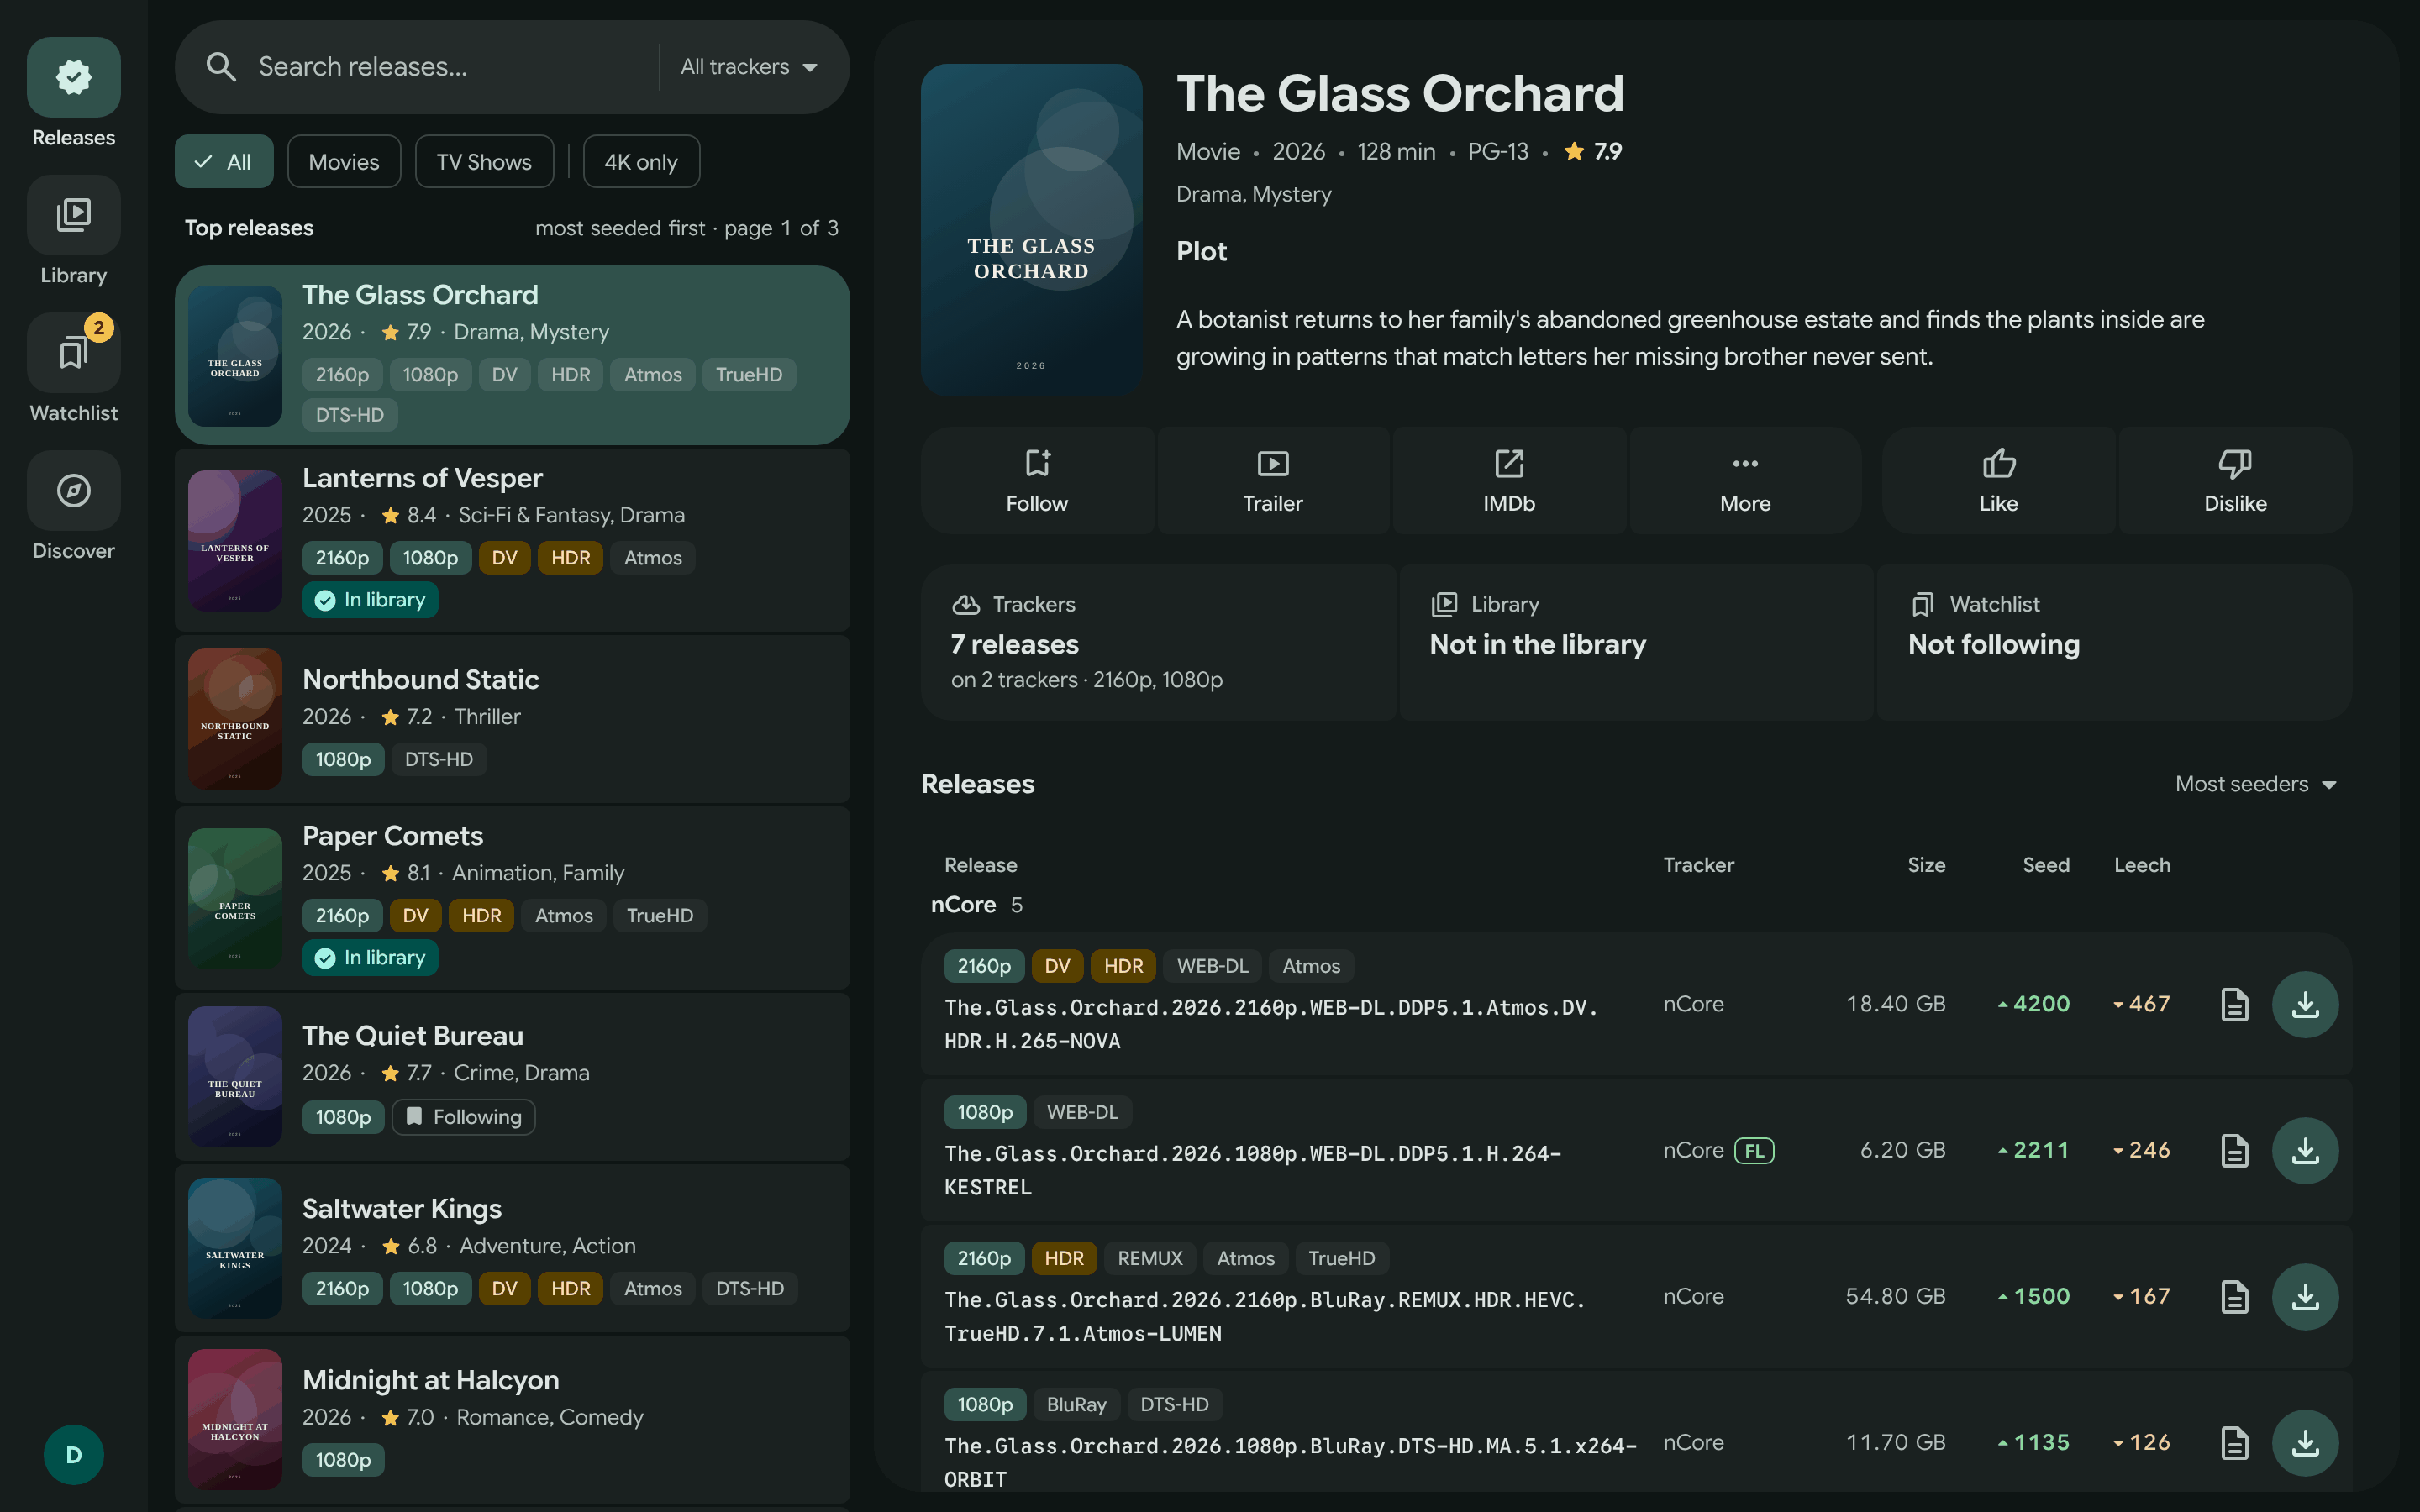 Releases
Library
2
Watchlist
Discover
D
Search releases...
All trackers
All
Movies
TV Shows
4K only
Top releases
most seeded first · page 1 of 3
THE GLASS
ORCHARD
2026
The Glass Orchard
2026 · 7.9 · Drama, Mystery
2160p 1080p DV HDR Atmos TrueHD
DTS-HD
LANTERNS OF
VESPER
Lanterns of Vesper
2025 · 8.4 · Sci-Fi & Fantasy, Drama
2160p 1080p DV HDR Atmos
In library
NORTHBOUND
STATIC
Northbound Static
2026 · 7.2 · Thriller
1080p DTS-HD
PAPER
COMETS
Paper Comets
2025 · 8.1 · Animation, Family
2160p DV HDR Atmos TrueHD
In library
THE QUIET
BUREAU
The Quiet Bureau
2026 · 7.7 · Crime, Drama
1080p Following
SALTWATER
KINGS
Saltwater Kings
2024 · 6.8 · Adventure, Action
2160p 1080p DV HDR Atmos DTS-HD
MIDNIGHT AT
HALCYON
Midnight at Halcyon
2026 · 7.0 · Romance, Comedy
1080p
THE GLASS
ORCHARD
2026
The Glass Orchard
Movie • 2026 • 128 min • PG-13 • 7.9
Drama, Mystery
Plot
A botanist returns to her family's abandoned greenhouse estate and finds the plants inside are
growing in patterns that match letters her missing brother never sent.
Follow
Trailer
IMDb
More
Like
Dislike
Trackers
7 releases
on 2 trackers · 2160p, 1080p
Library
Not in the library
Watchlist
Not following
Releases
Most seeders
Release Tracker Size Seed Leech
nCore 5
2160p DV HDR WEB-DL Atmos
The.Glass.Orchard.2026.2160p.WEB-DL.DDP5.1.Atmos.DV.
HDR.H.265-NOVA
nCore 18.40 GB 4200 467
1080p WEB-DL
The.Glass.Orchard.2026.1080p.WEB-DL.DDP5.1.H.264-
KESTREL
nCore FL 6.20 GB 2211 246
2160p HDR REMUX Atmos TrueHD
The.Glass.Orchard.2026.2160p.BluRay.REMUX.HDR.HEVC.
TrueHD.7.1.Atmos-LUMEN
nCore 54.80 GB 1500 167
1080p BluRay DTS-HD
The.Glass.Orchard.2026.1080p.BluRay.DTS-HD.MA.5.1.x264-
ORBIT
nCore 11.70 GB 1135 126